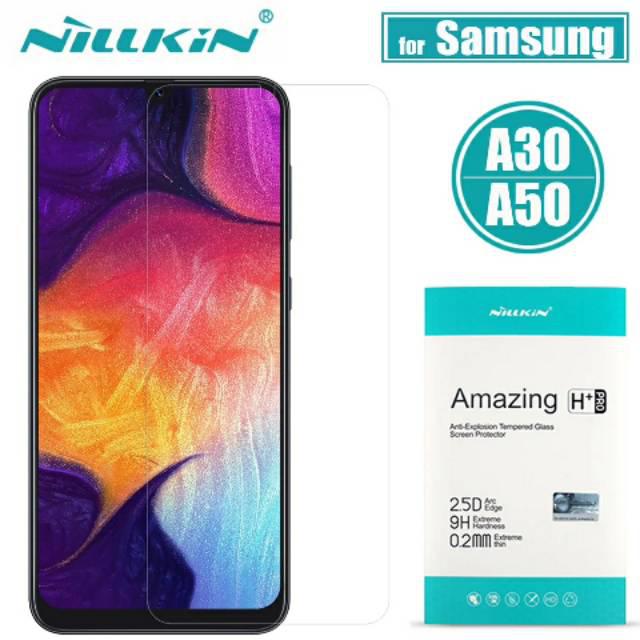 NiLLKiN®
for Samsung
A30
A50
NiLLKiN
Amazing H+ PRO
Anti-Explosion Tempered Glass
Screen Protector
2.5D Arc Edge
9H Extreme Hardness
0.2mm Extreme thin